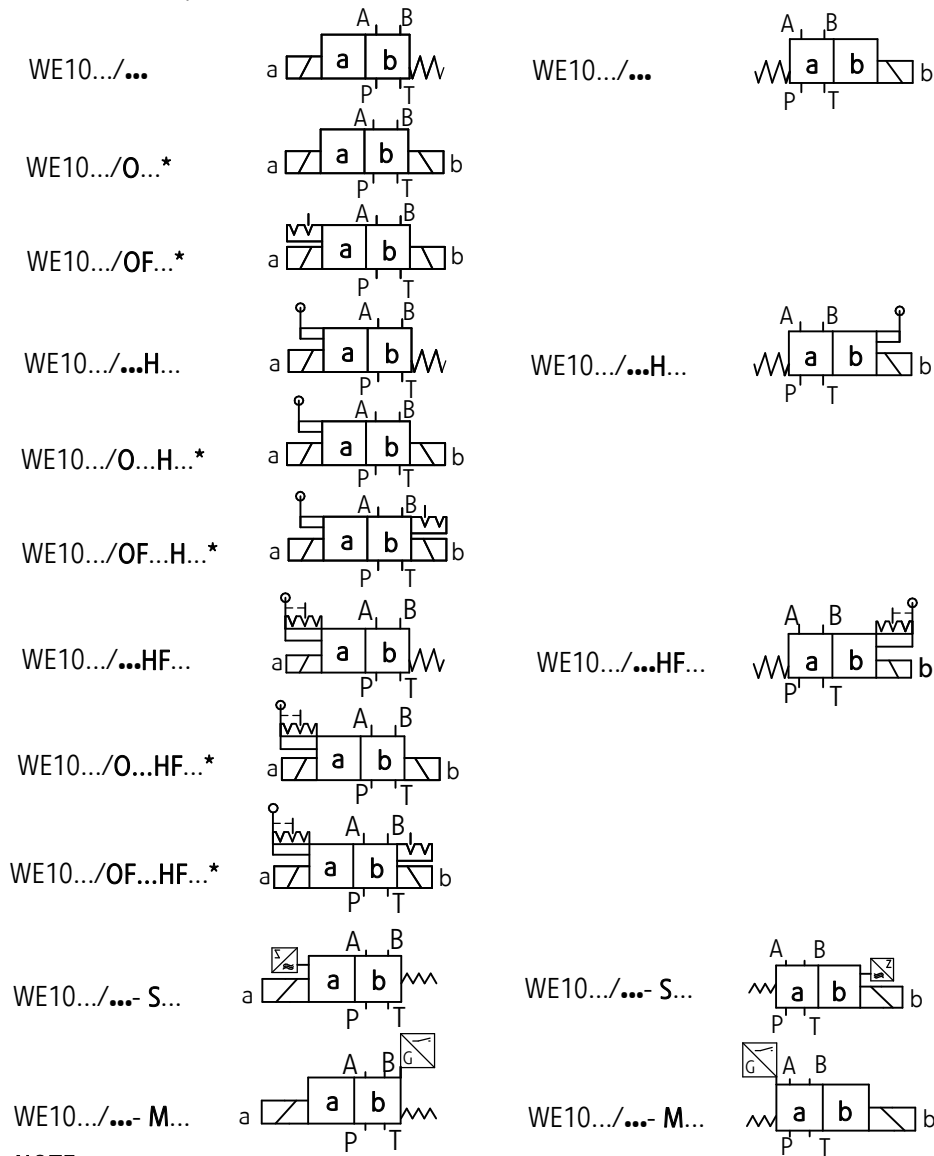 A B A B
WE10.../••• a a b WE10.../••• a b b
P T P T
A B
WE10.../O...* a a b b
P T
A B
WE10.../OF...* a a b b
P T
A B A B
WE10.../•••H... a a b WE10.../•••H... a b b
P T P T
A B
WE10.../O...H...* a a b b
P T
A B
WE10.../OF...H...* a a b b
P T
A B A B
WE10.../•••HF... a a b WE10.../•••HF... a b b
P T P T
A B
WE10.../O...HF...* a a b b
P T
A B
WE10.../OF...HF...* a a b b
P T
A B A B
WE10.../•••- S... a a b WE10.../•••- S... a b b
P T P T
A B G G A B
WE10.../•••- M... a a b WE10.../•••- M... a b b
P T P T